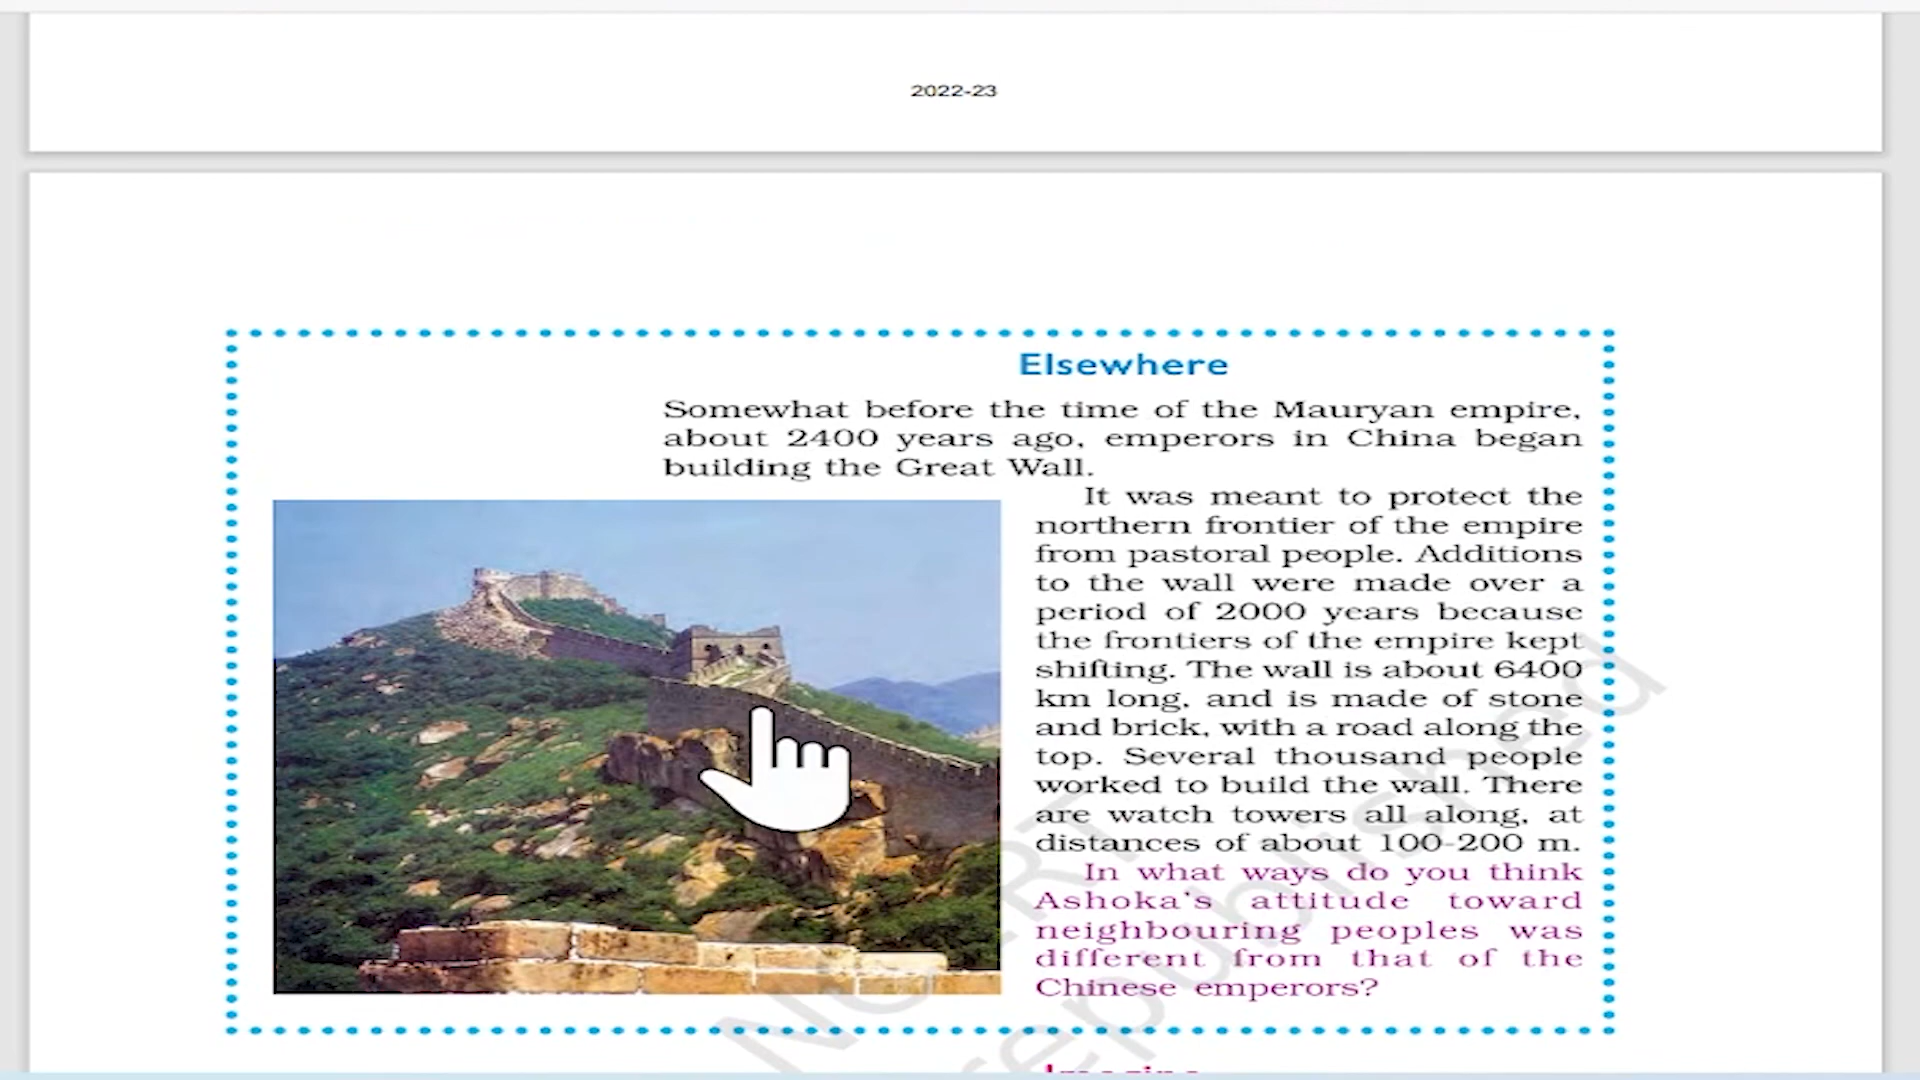 2022-23
Elsewhere
Somewhat before the time of the Mauryan empire,
about 2400 years ago, emperors in China began
building the Great Wall.
It was meant to protect the
northern frontier of the empire
from pastoral people. Additions
to the wall were made over a
period of 2000 years because
the frontiers of the empire kept
shifting. The wall is about 6400
km long, and is made of stone
and brick, with a road along the
top. Several thousand people
worked to build the wall. There
are watch towers all along, at
distances of about 100-200 m.
In what ways do you think
Ashoka's attitude toward
neighbouring peoples was
different from that of the
Chinese emperors?